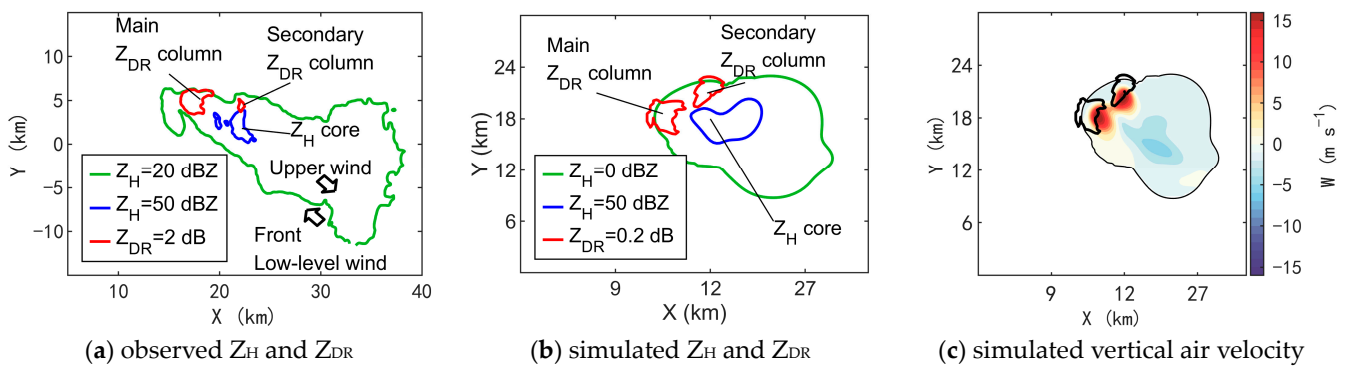 15
10
5
0
−5
−10
Y (km)
10
20
30
40
X (km)
Main
Z_DR column
Secondary
Z_DR column
Z_H core
Upper wind
Front
Low-level wind
Z_H=20 dBZ
Z_H=50 dBZ
Z_DR=2 dB
(a) observed Z_H and Z_DR
30
24
18
12
6
Y (km)
9
12
27
X (km)
Main
Z_DR column
Secondary
Z_DR column
Z_H=0 dBZ
Z_H=50 dBZ
Z_DR=0.2 dB
Z_H core
(b) simulated Z_H and Z_DR
30
24
18
12
6
Y (km)
9
12
27
X (km)
15
10
5
0
−5
−10
−15
W (m s⁻¹)
(c) simulated vertical air velocity